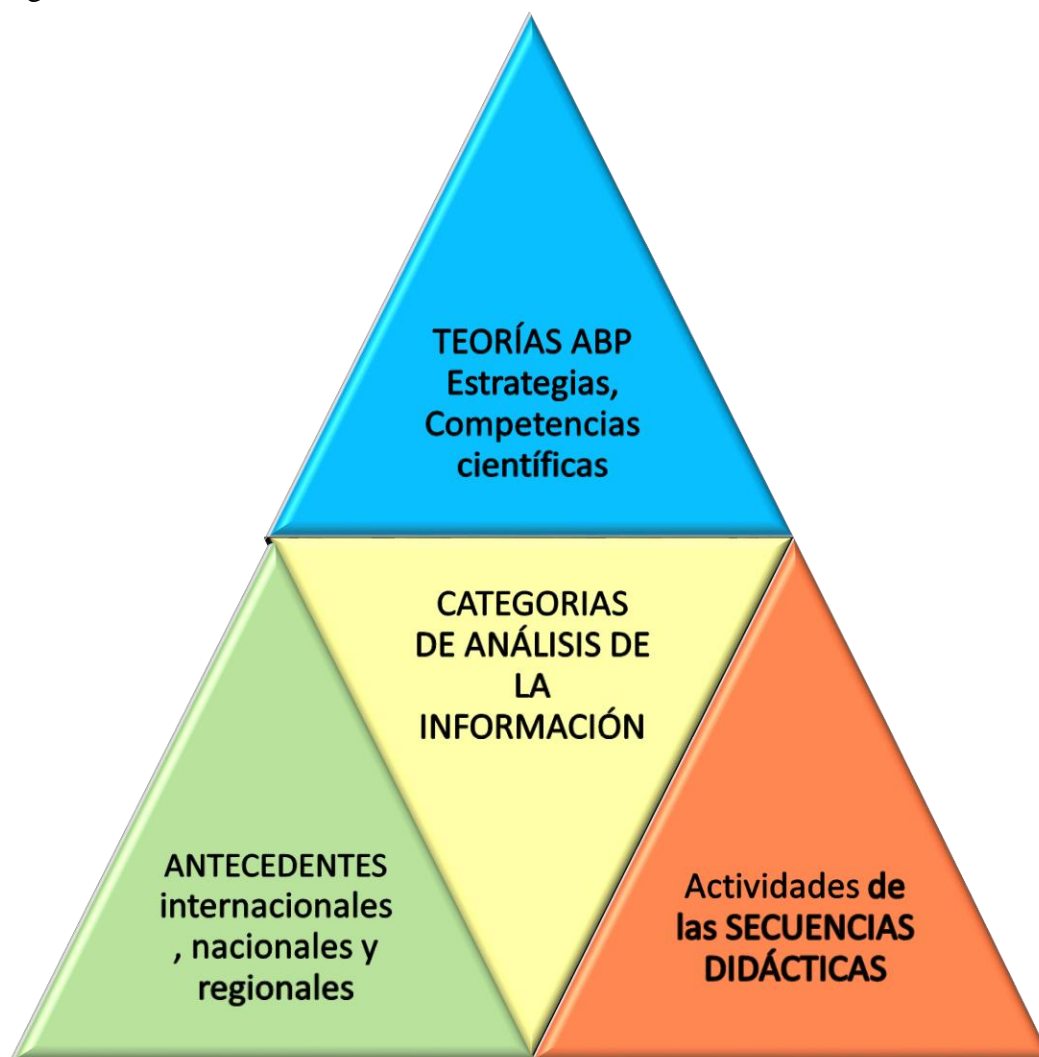 TEORÍAS ABP
Estrategias,
Competencias
científicas
CATEGORIAS
DE ANÁLISIS DE
LA
INFORMACIÓN
ANTECEDENTES
internacionales
, nacionales y
regionales
Actividades de
las SECUENCIAS
DIDÁCTICAS